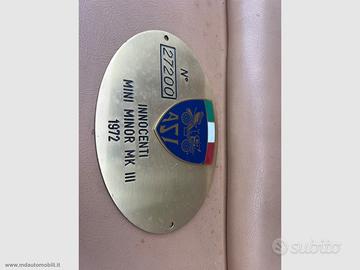 N° 27200
ASI
INNOCENTI
MINI MINOR MK III
1972
www.mdautomobili.it
subito